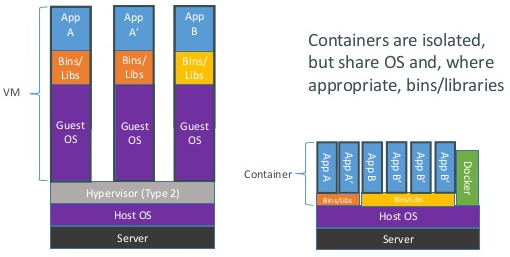 App
A
App
A’
App
B
Bins/
Libs
Bins/
Libs
Bins/
Libs
VM
Guest
OS
Guest
OS
Guest
OS
Hypervisor (Type 2)
Host OS
Server
Containers are isolated,
but share OS and, where
appropriate, bins/libraries
Container
App A
App A’
App B
App B’
App B’
App B’
Docker
Bins/Libs
Bins/Libs
Host OS
Server